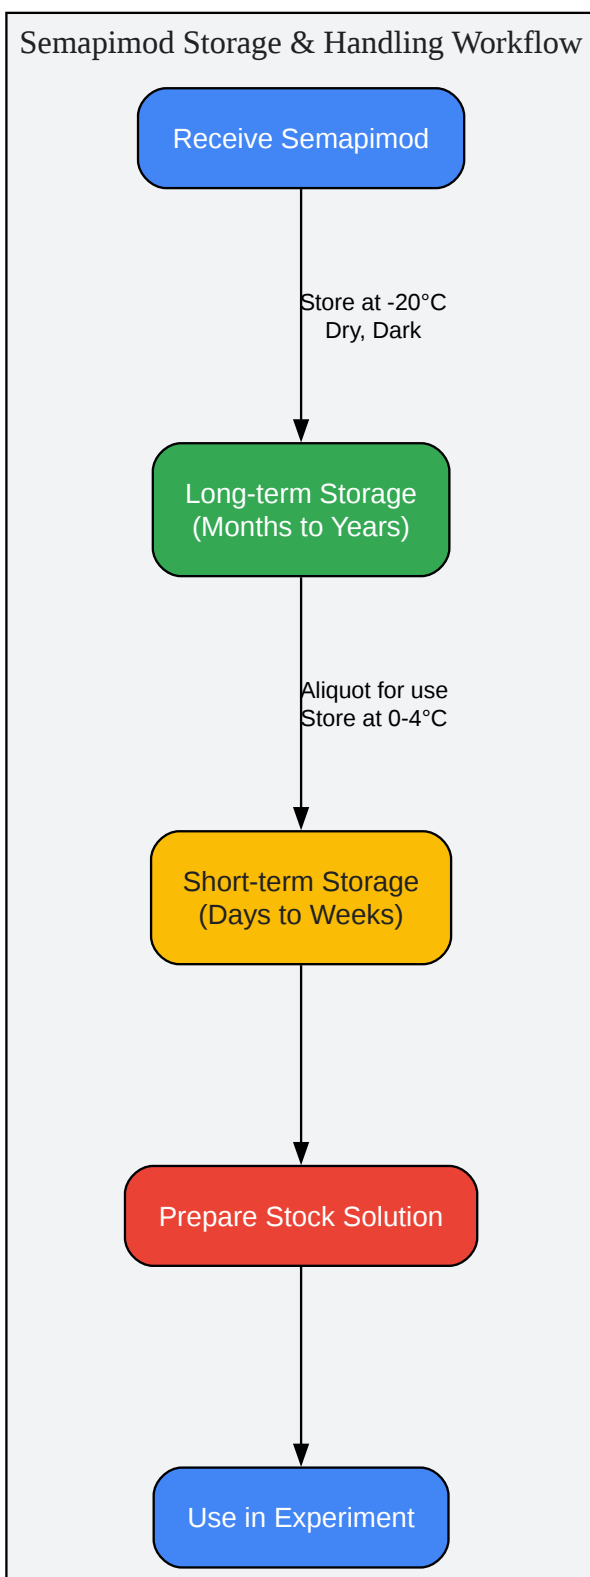 Semapimod Storage & Handling Workflow
Receive Semapimod
Store at -20°C
Dry, Dark
Long-term Storage
(Months to Years)
Aliquot for use
Store at 0-4°C
Short-term Storage
(Days to Weeks)
Prepare Stock Solution
Use in Experiment